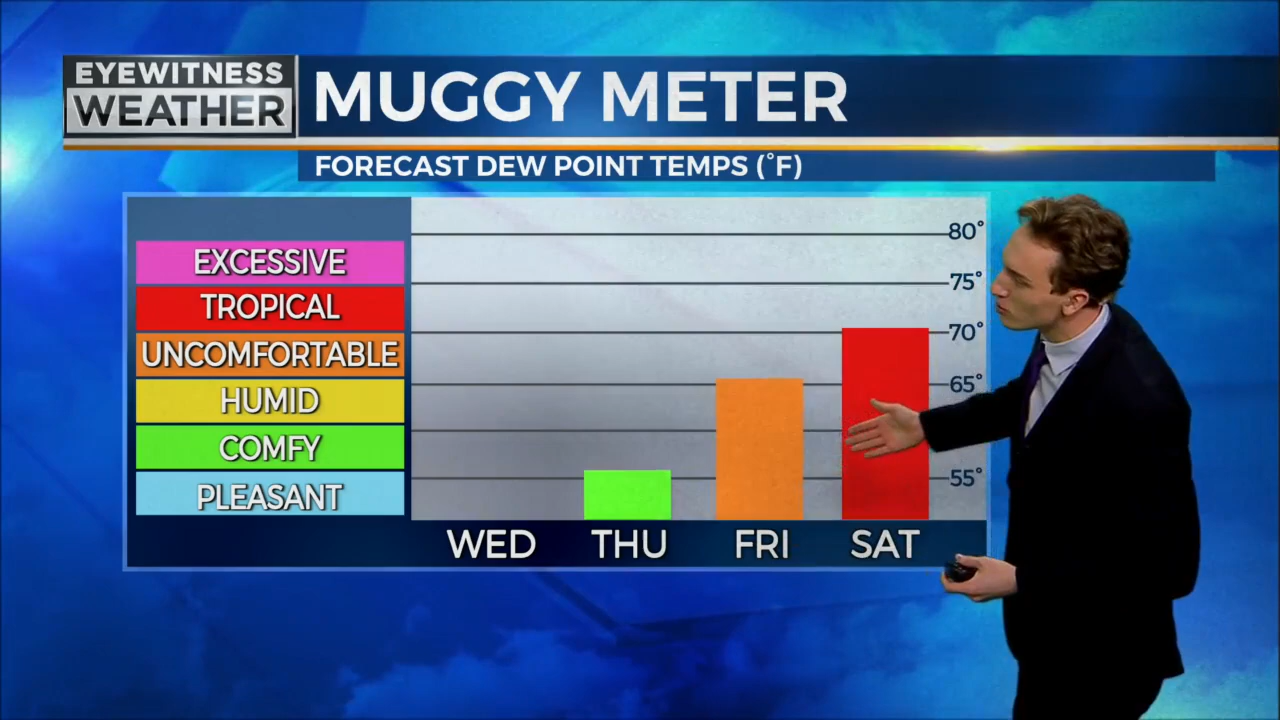 EYEWITNESS
WEATHER
MUGGY METER
FORECAST DEW POINT TEMPS (°F)
80°
EXCESSIVE
75°
TROPICAL
70°
UNCOMFORTABLE
65°
HUMID
COMFY
55°
PLEASANT
WED THU FRI SAT